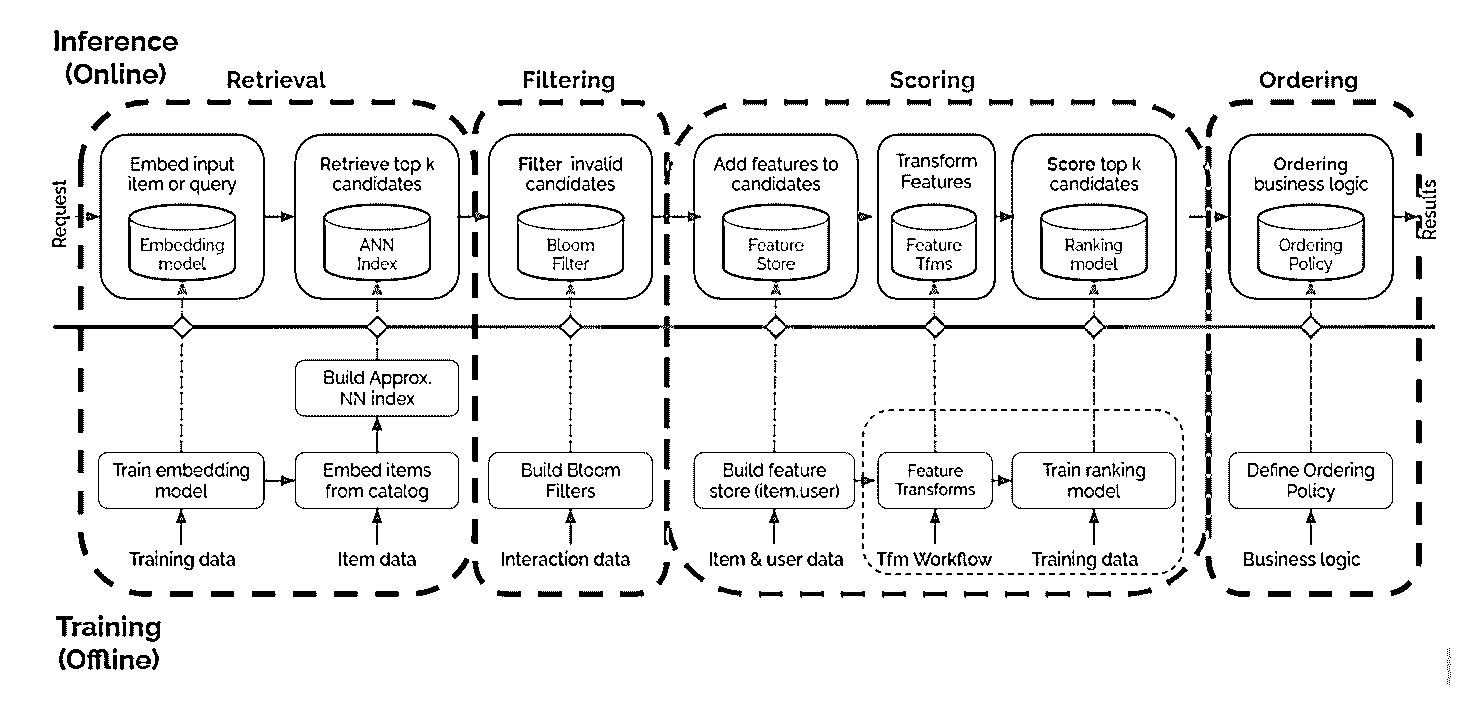 Inference
(Online)
Retrieval
Filtering
Scoring
Ordering
Request
Embed input
item or query
Embedding
model
Retrieve top k
candidates
ANN
Index
Filter invalid
candidates
Bloom
Filter
Add features to
candidates
Feature
Store
Transform
Features
Feature
Tfms
Score top k
candidates
Ranking
model
Ordering
business logic
Ordering
Policy
Results
Build Approx.
NN index
Train embedding
model
Embed items
from catalog
Build Bloom
Filters
Build feature
store (item.user)
Feature
Transforms
Train ranking
model
Define Ordering
Policy
Training data
Item data
Interaction data
Item & user data
Tfm Workflow
Training data
Business logic
Training
(Offline)